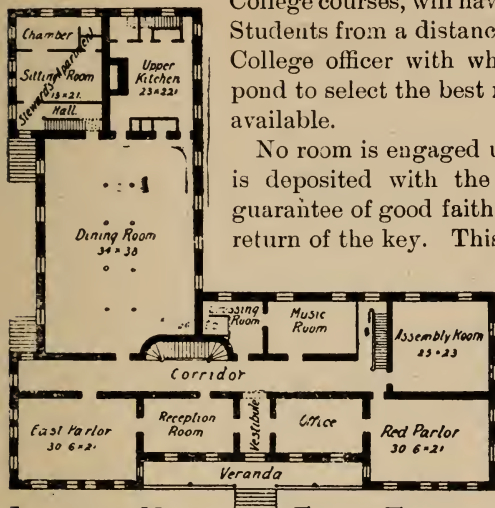 College courses, will hav
Students from a distanc
College officer with wh
pond to select the best
available.
No room is engaged u
is deposited with the
guarantee of good faith
return of the key. This
Chamber
Sitting Room
15×21.
Steward's Apartment
Hall.
Upper
Kitchen
23×22
Dining Room
34×38
Room
Music
Room
Assembly Room
25×23
Corridor
East Parlor
30 6×21
Reception
Room
Vestibule
Office
Red Parlor
30 6×21
Veranda